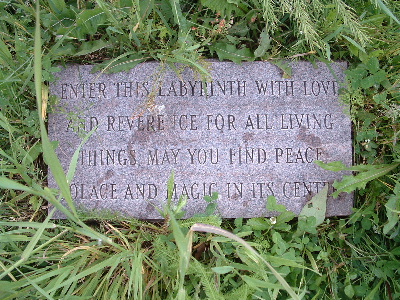 ENTER THIS LABYRINTH WITH LOVE
AND REVERENCE FOR ALL LIVING
THINGS. MAY YOU FIND PEACE
SOLACE AND MAGIC IN ITS CENTER